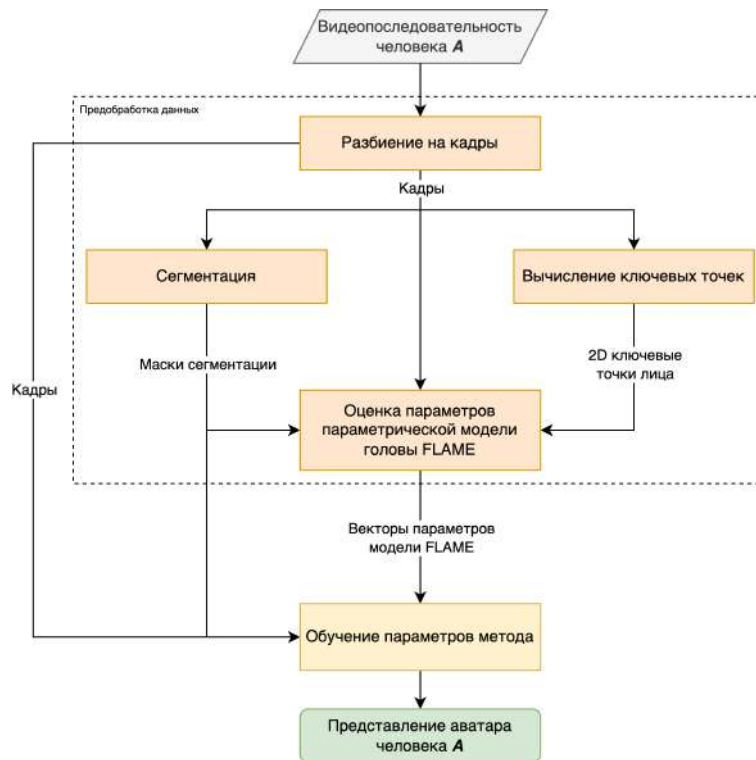 Видеопоследовательность
человека А
Предобработка данных
Разбиение на кадры
Кадры
Сегментация
Вычисление ключевых точек
Маски сегментации
2D ключевые
точки лица
Кадры
Оценка параметров
параметрической модели
головы FLAME
Векторы параметров
модели FLAME
Обучение параметров метода
Представление аватара
человека А